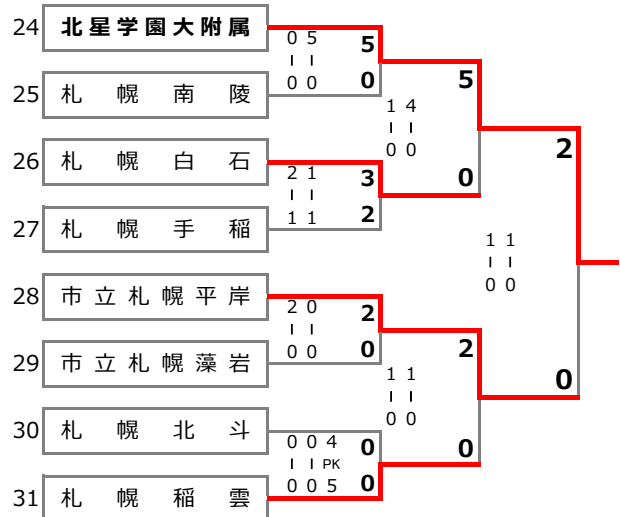 24 北星学園大附属
0 5 5
5
I I
0 0 0
25 札幌南陵
1 4
I I
0 0
2
26 札幌白石
2 1 3
0
I I
1 1 2
27 札幌手稲
1 1
I I
0 0
28 市立札幌平岸
2 0 2
2
I I
0 0 0
29 市立札幌藻岩
1 1
I I
0 0
0
30 札幌北斗
0 0 4 0
0
I I PK
0 0 5 0
31 札幌稲雲